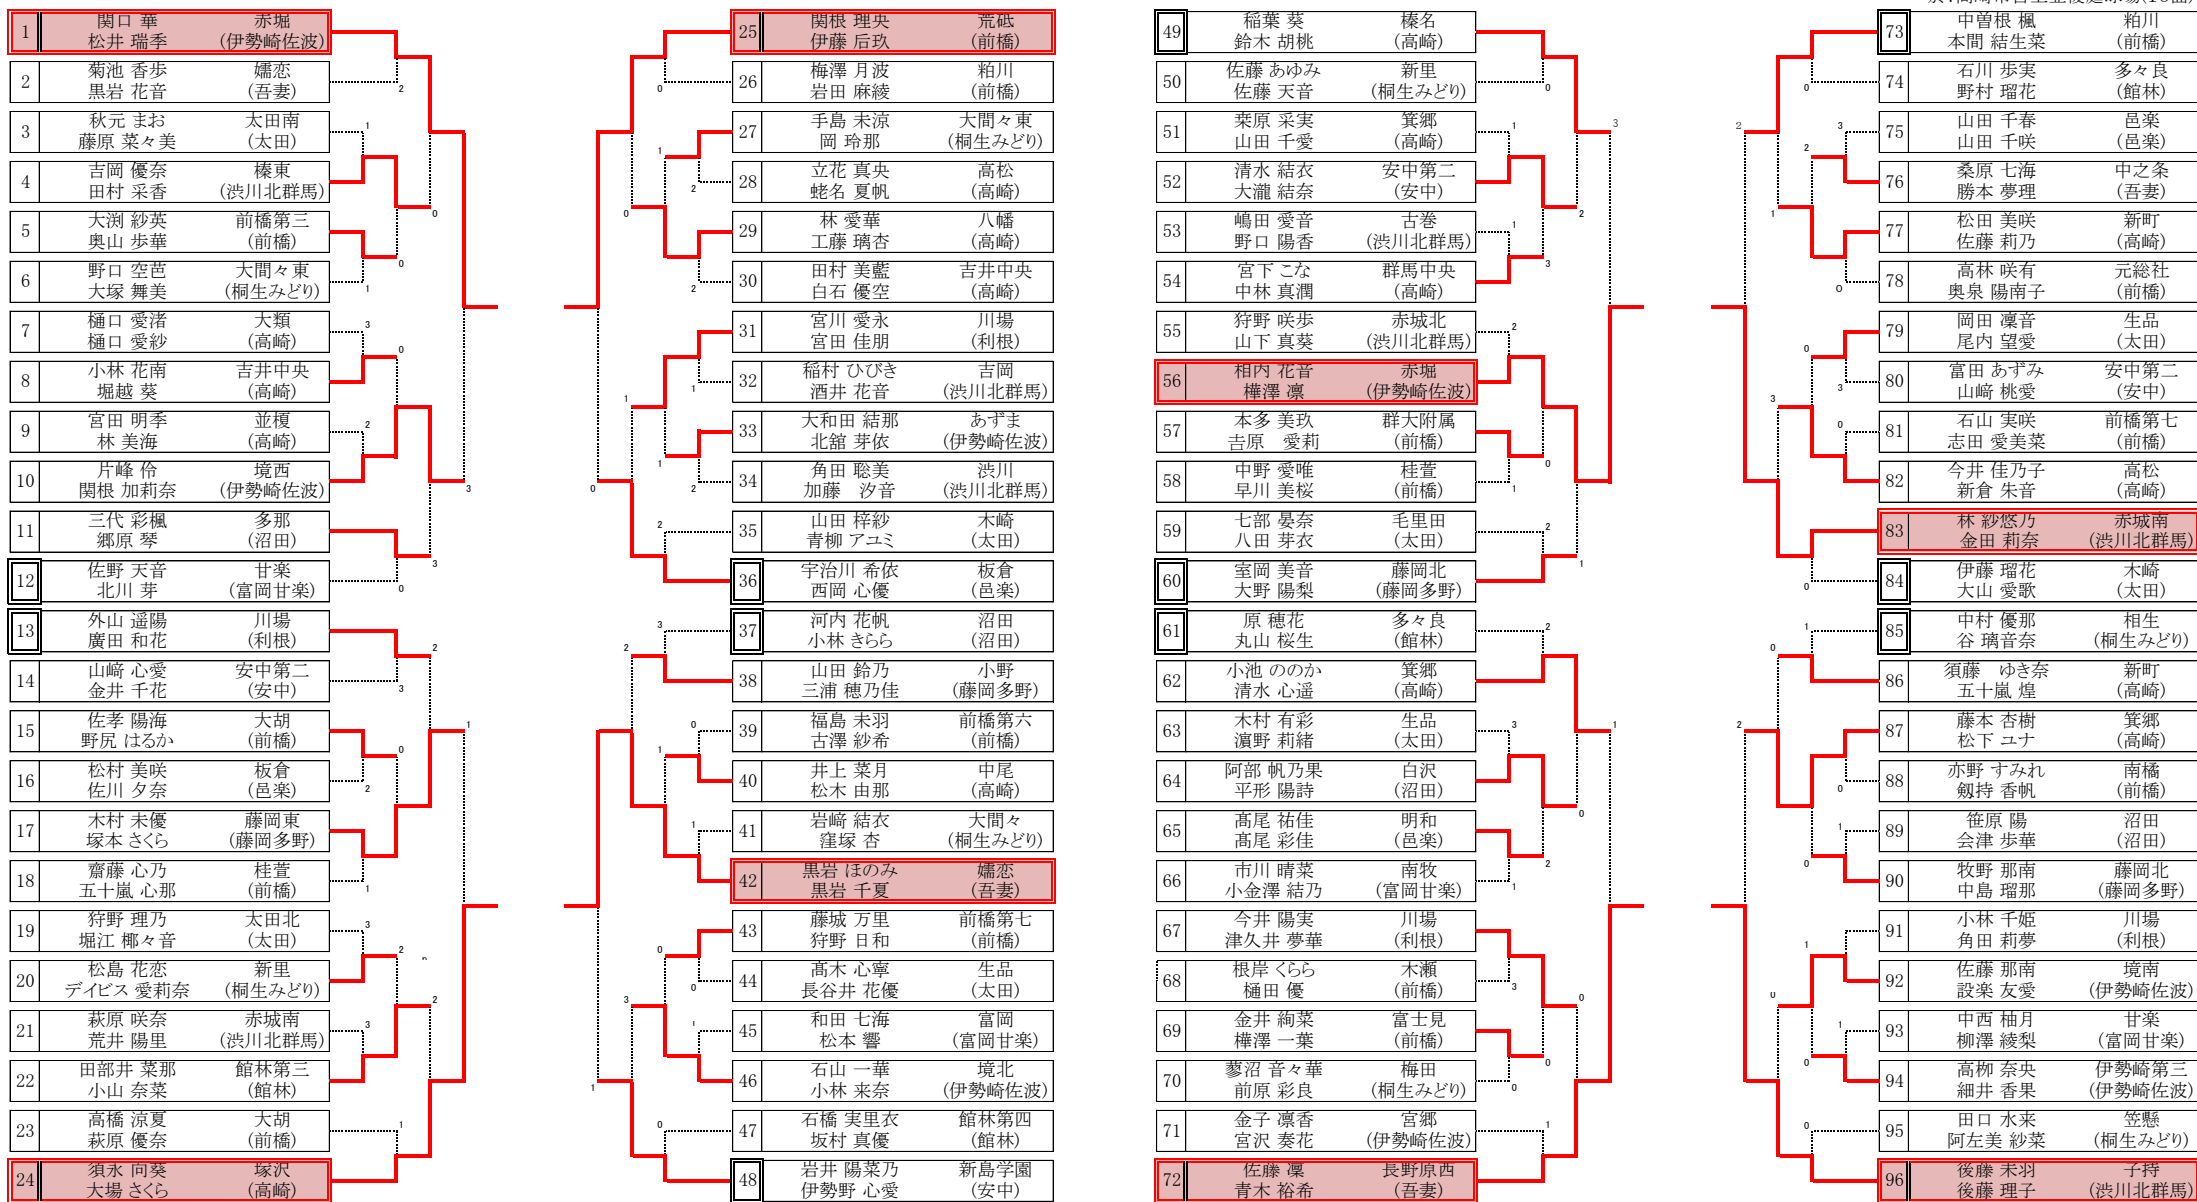 1 関口 華 赤堀
松井 瑞季 (伊勢崎佐波)
2 菊池 香歩 嬬恋
黒岩 花音 (吾妻)
3 秋元 まお 太田南
藤原 菜々美 (太田)
4 吉岡 優奈 榛東
田村 采香 (渋川北群馬)
5 大渕 紗英 前橋第三
奥山 歩華 (前橋)
6 野口 空芭 大間々東
大塚 舞美 (桐生みどり)
7 樋口 愛渚 大類
樋口 愛紗 (高崎)
8 小林 花南 吉井中央
堀越 葵 (高崎)
9 宮田 明季 並榎
林 美海 (高崎)
10 片峰 伶 境西
関根 加莉奈 (伊勢崎佐波)
11 三代 彩楓 多那
郷原 琴 (沼田)
12 佐野 天音 甘楽
北川 芽 (富岡甘楽)
13 外山 遥陽 川場
廣田 和花 (利根)
14 山﨑 心愛 安中第二
金井 千花 (安中)
15 佐孝 陽海 大胡
野尻 はるか (前橋)
16 松村 美咲 板倉
佐川 夕奈 (邑楽)
17 木村 未優 藤岡東
塚本 さくら (藤岡多野)
18 齋藤 心乃 桂萱
五十嵐 心那 (前橋)
19 狩野 理乃 太田北
堀江 椰々音 (太田)
20 松島 花恋 新里
デイビス 愛莉奈 (桐生みどり)
21 萩原 咲奈 赤城南
荒井 陽里 (渋川北群馬)
22 田部井 菜那 館林第三
小山 奈菜 (館林)
23 高橋 涼夏 大胡
萩原 優奈 (前橋)
24 須永 向葵 塚沢
大場 さくら (高崎)
25 関根 理央 荒砥
伊藤 后玖 (前橋)
26 梅澤 月波 粕川
岩田 麻綾 (前橋)
27 手島 未涼 大間々東
岡 玲那 (桐生みどり)
28 立花 真央 高松
蛯名 夏帆 (高崎)
29 林 愛華 八幡
工藤 璃杏 (高崎)
30 田村 美藍 吉井中央
白石 優空 (高崎)
31 宮川 愛永 川場
宮田 佳朋 (利根)
32 稲村 ひびき 吉岡
酒井 花音 (渋川北群馬)
33 大和田 結那 あずま
北舘 芽依 (伊勢崎佐波)
34 角田 聡美 渋川
加藤 汐音 (渋川北群馬)
35 山田 梓紗 木崎
青柳 アユミ (太田)
36 宇治川 希依 板倉
西岡 心優 (邑楽)
37 河内 花帆 沼田
小林 きらら (沼田)
38 山田 鈴乃 小野
三浦 穂乃佳 (藤岡多野)
39 福島 未羽 前橋第六
古澤 紗希 (前橋)
40 井上 菜月 中尾
松木 由那 (高崎)
41 岩﨑 結衣 大間々
窪塚 杏 (桐生みどり)
42 黒岩 ほのみ 嬬恋
黒岩 千夏 (吾妻)
43 藤城 万里 前橋第七
狩野 日和 (前橋)
44 髙木 心寧 生品
長谷井 花優 (太田)
45 和田 七海 富岡
松本 響 (富岡甘楽)
46 石山 一華 境北
小林 来奈 (伊勢崎佐波)
47 石橋 実里衣 館林第四
坂村 真優 (館林)
48 岩井 陽菜乃 新島学園
伊勢野 心愛 (安中)
49 稲葉 葵 榛名
鈴木 胡桃 (高崎)
50 佐藤 あゆみ 新里
佐藤 天音 (桐生みどり)
51 桒原 采実 箕郷
山田 千愛 (高崎)
52 清水 結衣 安中第二
大瀧 結奈 (安中)
53 嶋田 愛音 古巻
野口 陽香 (渋川北群馬)
54 宮下 こな 群馬中央
中林 真潤 (高崎)
55 狩野 咲歩 赤城北
山下 真葵 (渋川北群馬)
56 相内 花音 赤堀
樺澤 凛 (伊勢崎佐波)
57 本多 美玖 群大附属
吉原 愛莉 (前橋)
58 中野 愛唯 桂萱
早川 美桜 (前橋)
59 七部 晏奈 毛里田
八田 芽衣 (太田)
60 室岡 美音 藤岡北
大野 陽梨 (藤岡多野)
61 原 穂花 多々良
丸山 桜生 (館林)
62 小池 ののか 箕郷
清水 心遥 (高崎)
63 木村 有彩 生品
濵野 莉緒 (太田)
64 阿部 帆乃果 白沢
平形 陽詩 (沼田)
65 髙尾 祐佳 明和
髙尾 彩佳 (邑楽)
66 市川 晴菜 南牧
小金澤 結乃 (富岡甘楽)
67 今井 陽実 川場
津久井 夢華 (利根)
68 根岸 くらら 木瀬
樋田 優 (前橋)
69 金井 絢菜 富士見
樺澤 一葉 (前橋)
70 蓼沼 音々華 梅田
前原 彩良 (桐生みどり)
71 金子 凛香 宮郷
宮沢 奏花 (伊勢崎佐波)
72 佐藤 凜 長野原西
青木 裕希 (吾妻)
73 中曽根 楓 粕川
本間 結生菜 (前橋)
74 石川 歩実 多々良
野村 瑠花 (館林)
75 山田 千春 邑楽
山田 千咲 (邑楽)
76 桑原 七海 中之条
勝本 夢理 (吾妻)
77 松田 美咲 新町
佐藤 莉乃 (高崎)
78 高林 咲有 元総社
奥泉 陽南子 (前橋)
79 岡田 凜音 生品
尾内 望愛 (太田)
80 富田 あずみ 安中第二
山﨑 桃愛 (安中)
81 石山 実咲 前橋第七
志田 愛美菜 (前橋)
82 今井 佳乃子 高松
新倉 朱音 (高崎)
83 林 紗悠乃 赤城南
金田 莉奈 (渋川北群馬)
84 伊藤 瑠花 木崎
大山 愛歌 (太田)
85 中村 優那 相生
谷 璃音奈 (桐生みどり)
86 須藤 ゆき奈 新町
五十嵐 煌 (高崎)
87 藤本 杏樹 箕郷
松下 ユナ (高崎)
88 亦野 すみれ 南橘
剱持 香帆 (前橋)
89 笹原 陽 沼田
会津 歩華 (沼田)
90 牧野 那南 藤岡北
中島 瑠那 (藤岡多野)
91 小林 千姫 川場
角田 莉夢 (利根)
92 佐藤 那南 境南
設楽 友愛 (伊勢崎佐波)
93 中西 柚月 甘楽
柳澤 綾梨 (富岡甘楽)
94 高栁 奈央 伊勢崎第三
細井 香果 (伊勢崎佐波)
95 田口 水来 笠懸
阿左美 紗菜 (桐生みどり)
96 後藤 未羽 子持
後藤 理子 (渋川北群馬)